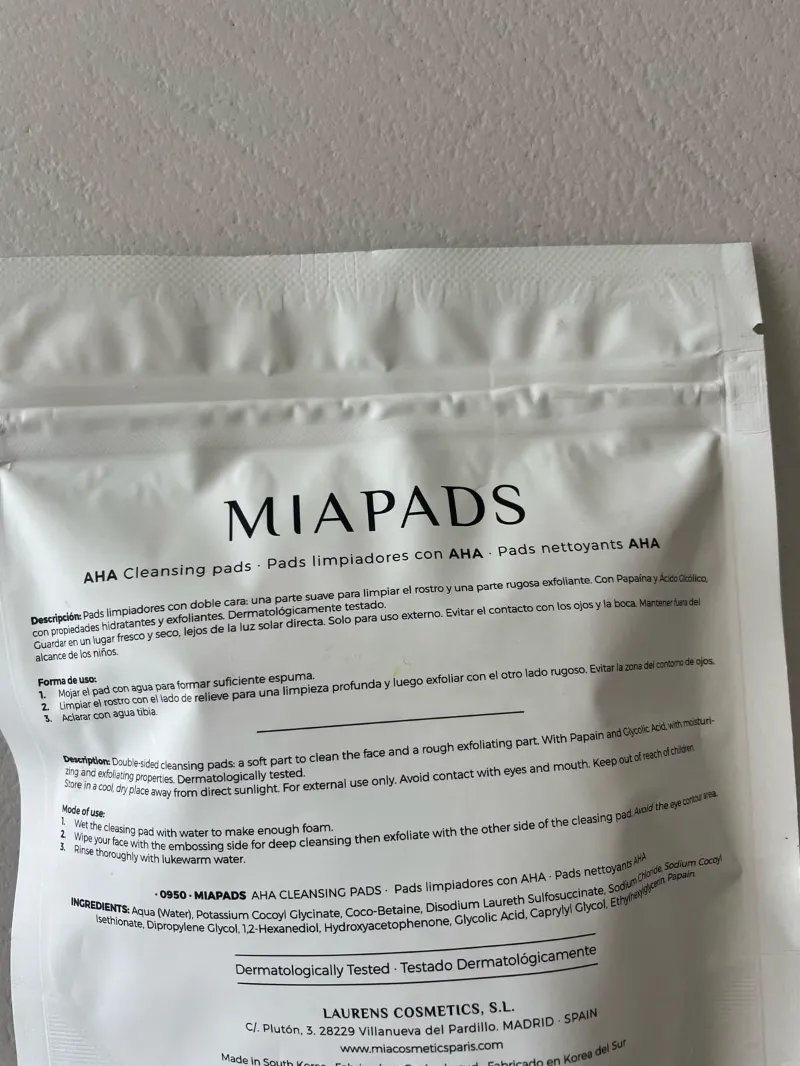 MIAPADS
AHA Cleansing pads · Pads limpiadores con AHA · Pads nettoyants AHA
Descripción: Pads limpiadores con doble cara: una parte suave para limpiar el rostro y una parte rugosa exfoliante. Con Papaína y Ácido Glicólico,
con propiedades hidratantes y exfoliantes. Dermatológicamente testado.
Guardar en un lugar fresco y seco, lejos de la luz solar directa. Solo para uso externo. Evitar el contacto con los ojos y la boca. Mantener fuera del
alcance de los niños.
Forma de uso:
1. Mojar el pad con agua para formar suficiente espuma.
2. Limpiar el rostro con el lado de relieve para una limpieza profunda y luego exfoliar con el otro lado rugoso. Evitar la zona del contorno de ojos.
3. Aclarar con agua tibia.
Description: Double-sided cleansing pads: a soft part to clean the face and a rough exfoliating part. With Papain and Glycolic Acid, with moisturi-
zing and exfoliating properties. Dermatologically tested.
Store in a cool, dry place away from direct sunlight. For external use only. Avoid contact with eyes and mouth. Keep out of reach of children.
Mode of use:
1. Wet the cleasing pad with water to make enough foam.
2. Wipe your face with the embossing side for deep cleansing then exfoliate with the other side of the cleasing pad. Avoid the eye contour area.
3. Rinse thoroughly with lukewarm water.
· 0950 · MIAPADS AHA CLEANSING PADS · Pads limpiadores con AHA · Pads nettoyants AHA
INGREDIENTS: Aqua (Water), Potassium Cocoyl Glycinate, Coco-Betaine, Disodium Laureth Sulfosuccinate, Sodium Chloride, Sodium Cocoyl
Isethionate, Dipropylene Glycol, 1,2-Hexanediol, Hydroxyacetophenone, Glycolic Acid, Caprylyl Glycol, Ethylhexylglycerin, Papain.
Dermatologically Tested · Testado Dermatológicamente
LAURENS COSMETICS, S.L.
C/. Plutón, 3. 28229 Villanueva del Pardillo. MADRID · SPAIN
www.miacosmeticsparis.com
Made in South Korea Fabricado en Korea del Sur